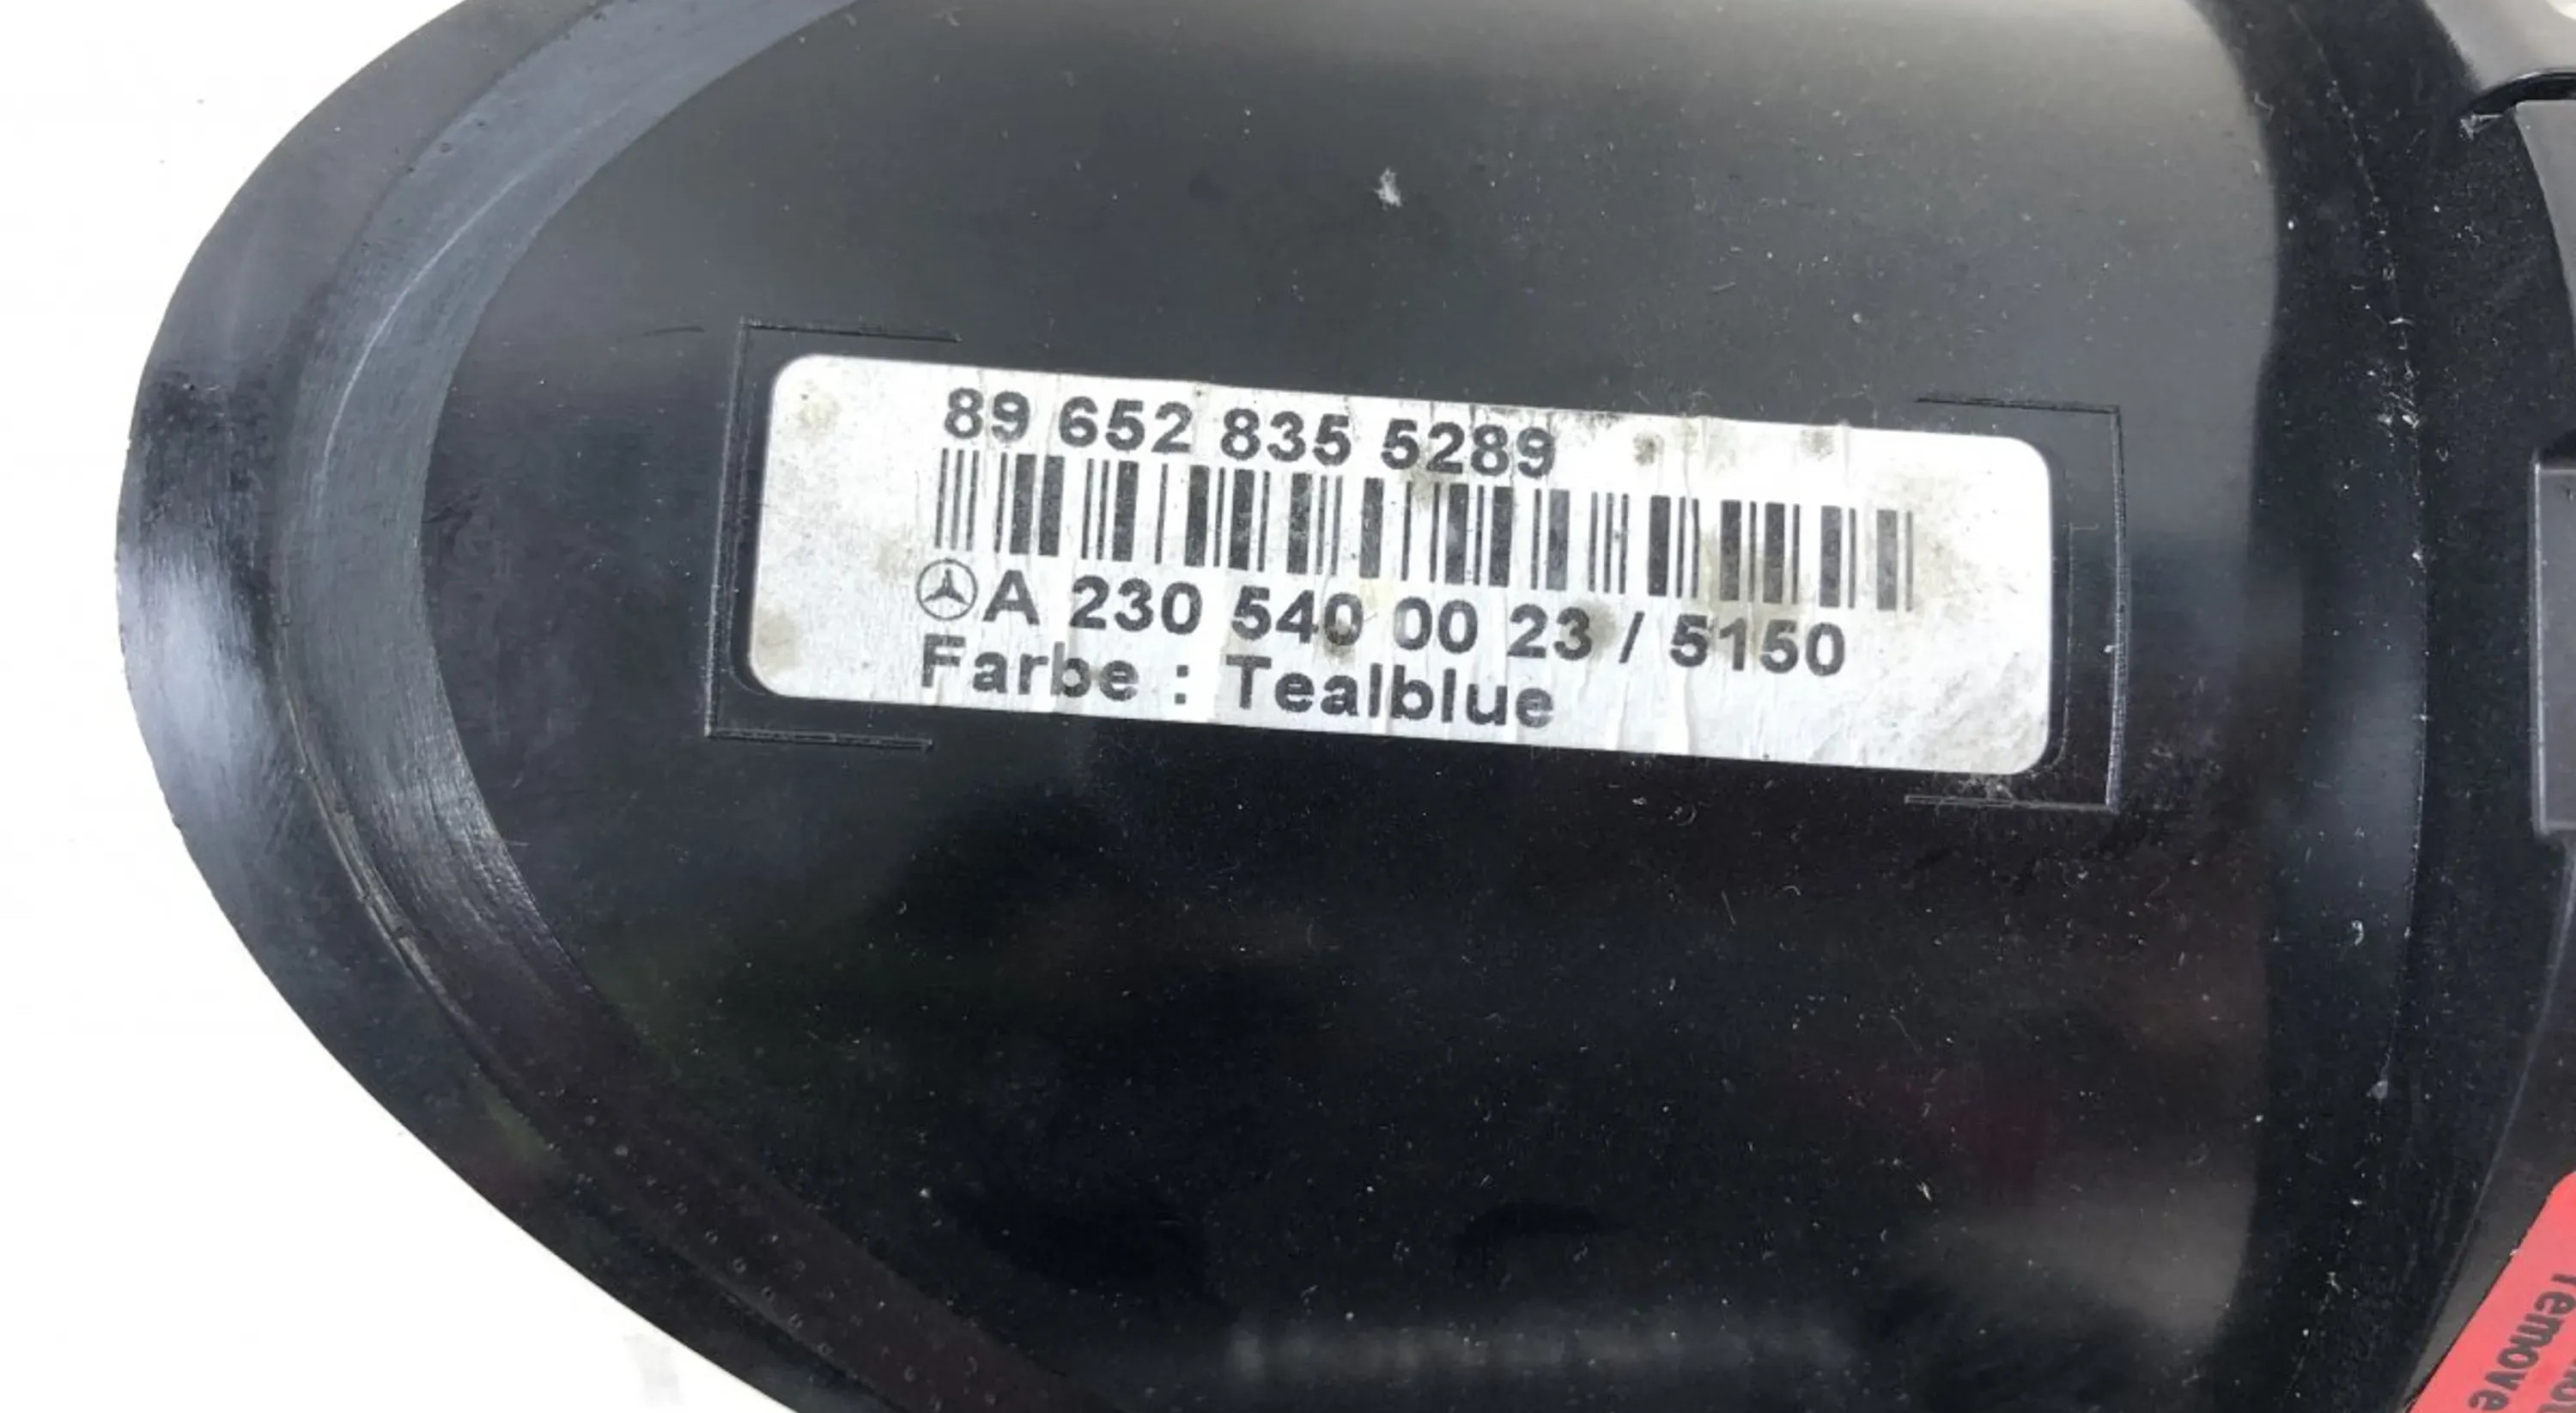 89 652 835 5289
A 230 540 00 23 / 5150
Farbe : Tealblue
remove